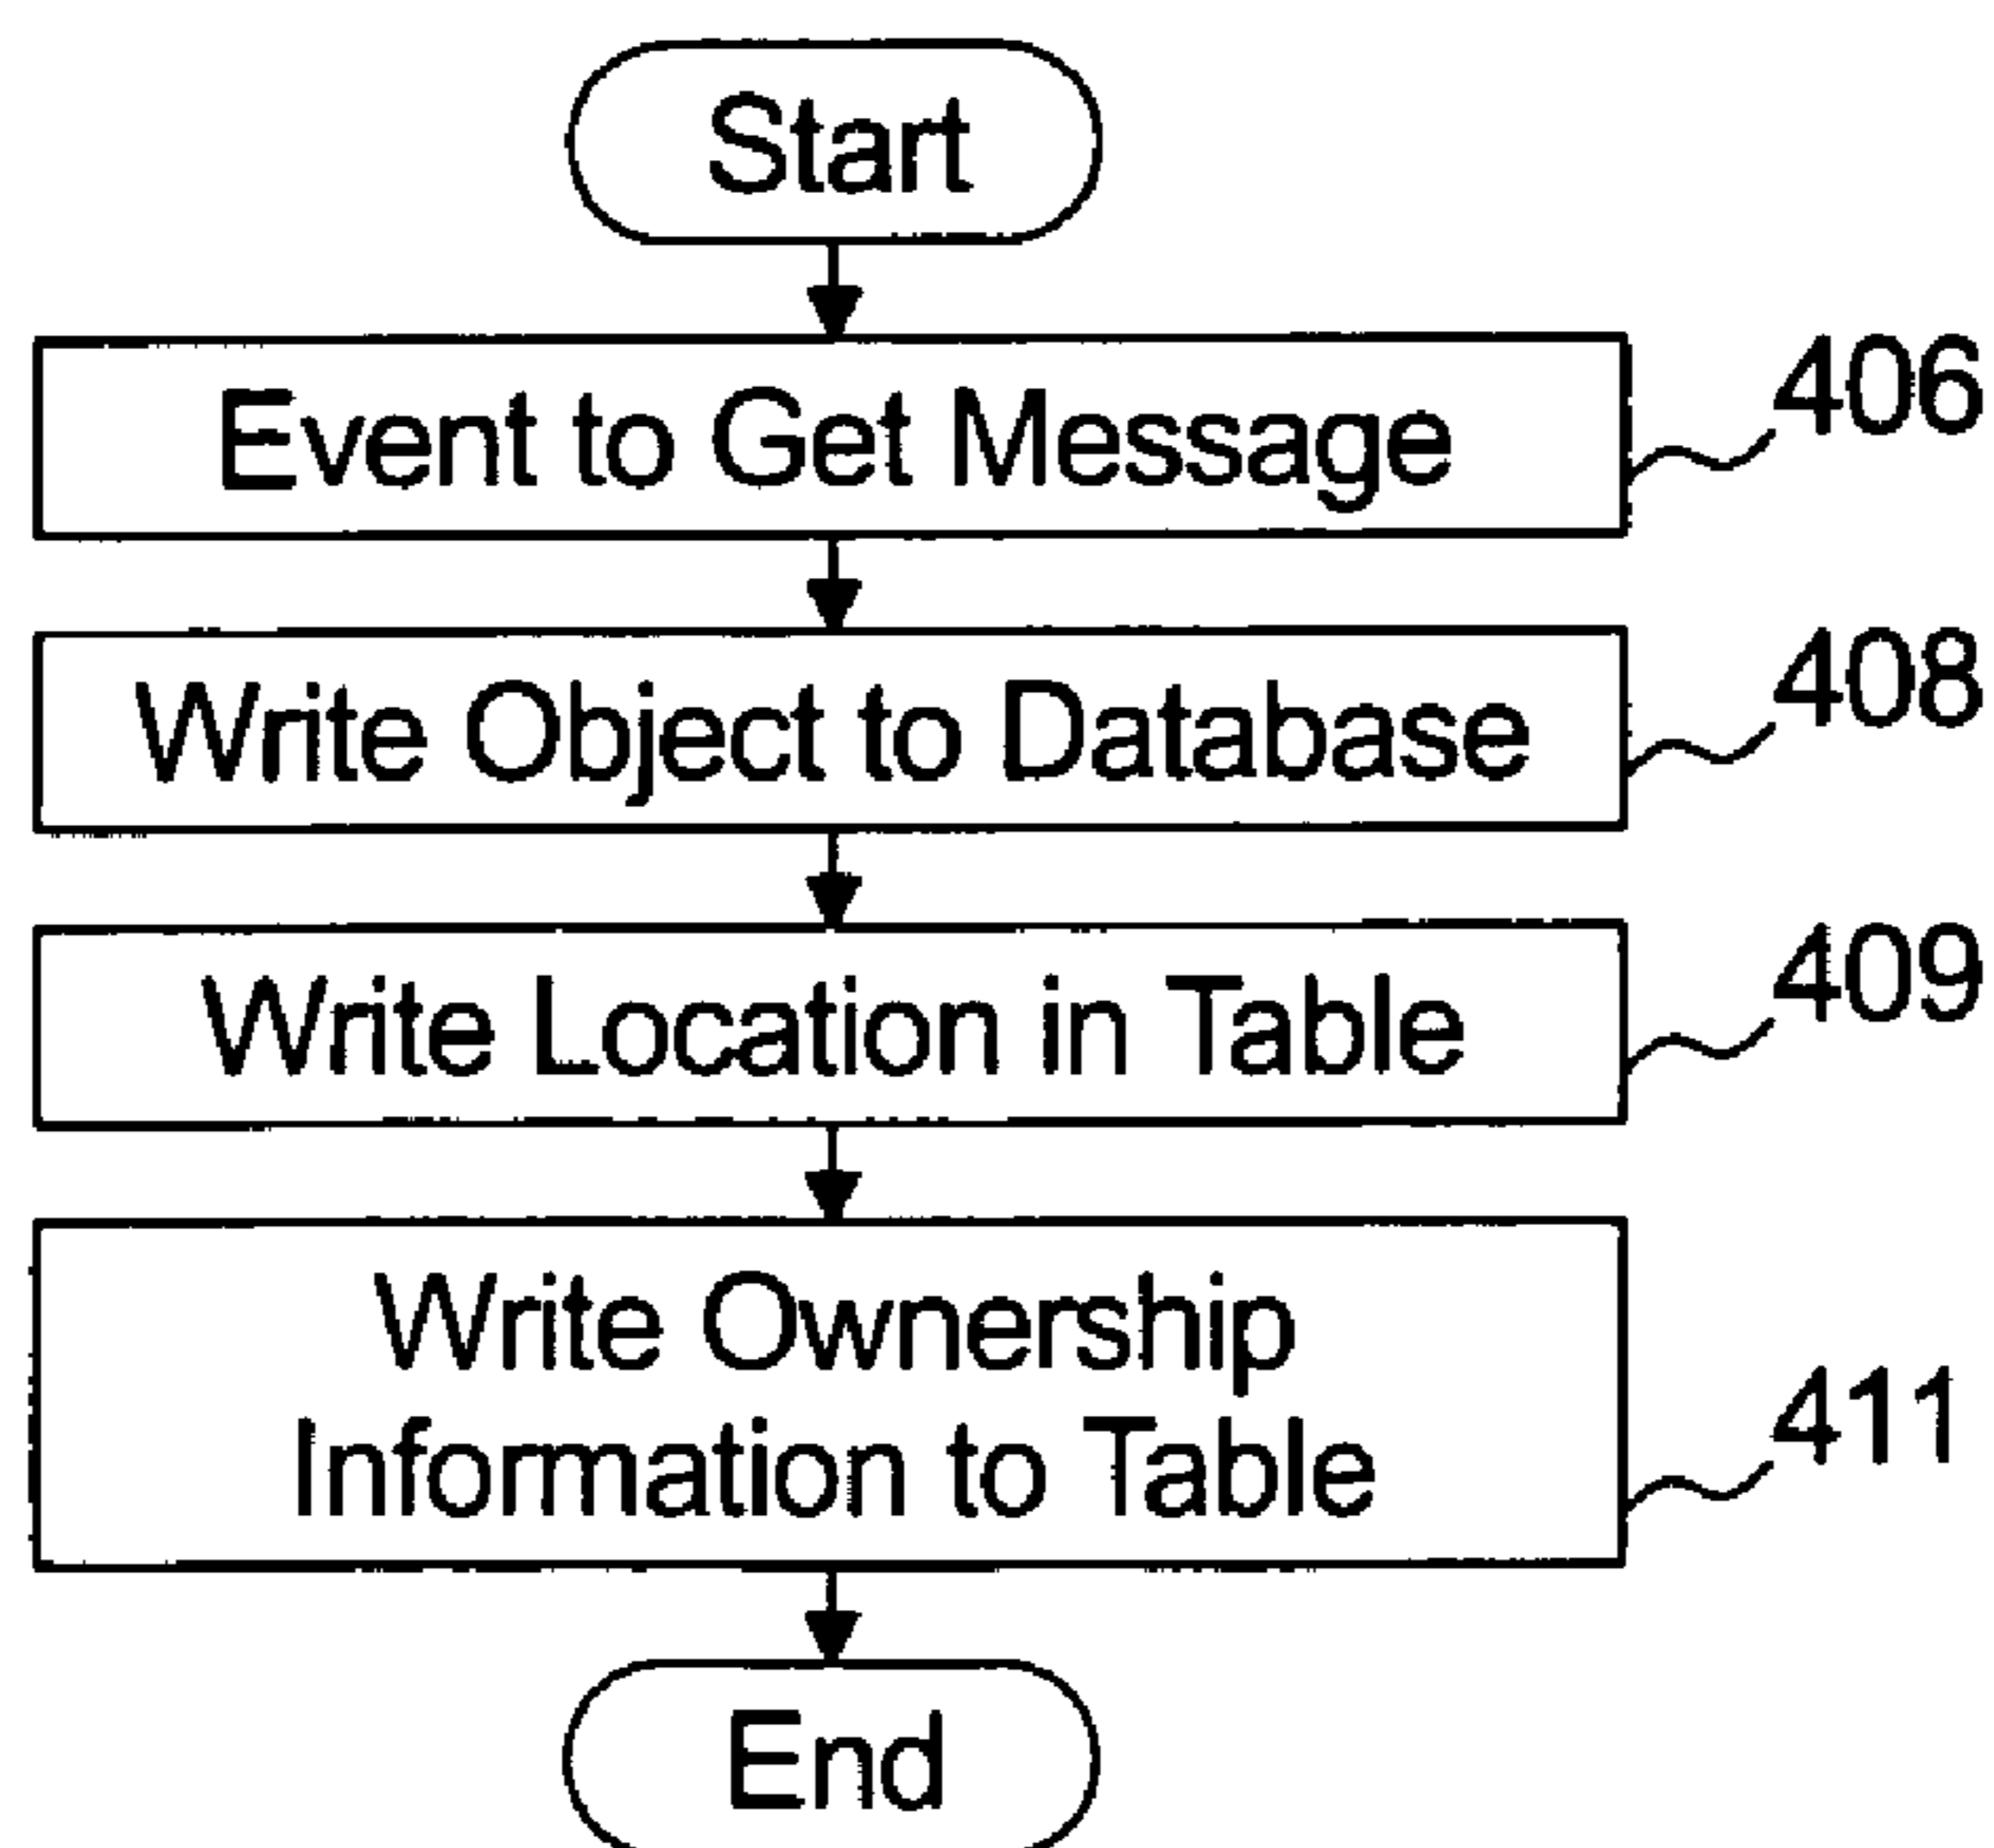 Start
Event to Get Message
406
Write Object to Database
408
Write Location in Table
409
Write Ownership
Information to Table
411
End